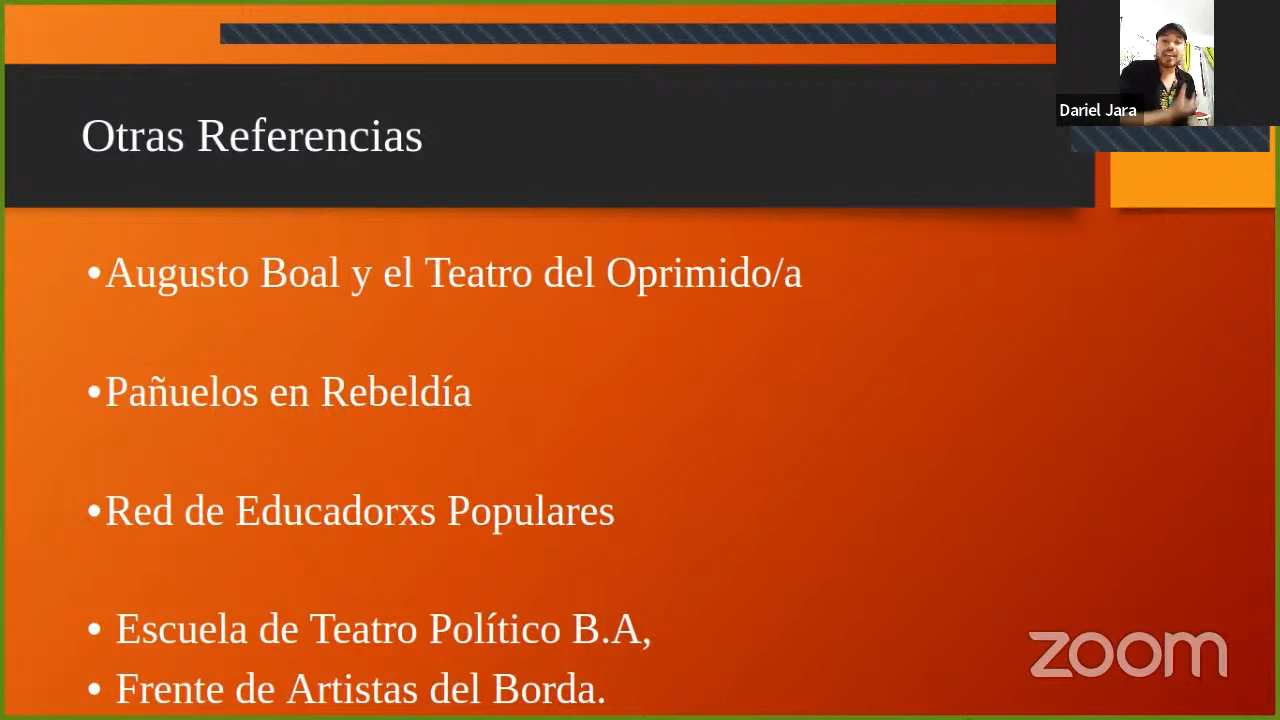 Dariel Jara
Otras Referencias
•Augusto Boal y el Teatro del Oprimido/a
•Pañuelos en Rebeldía
•Red de Educadorxs Populares
• Escuela de Teatro Político B.A,
• Frente de Artistas del Borda.
zoom